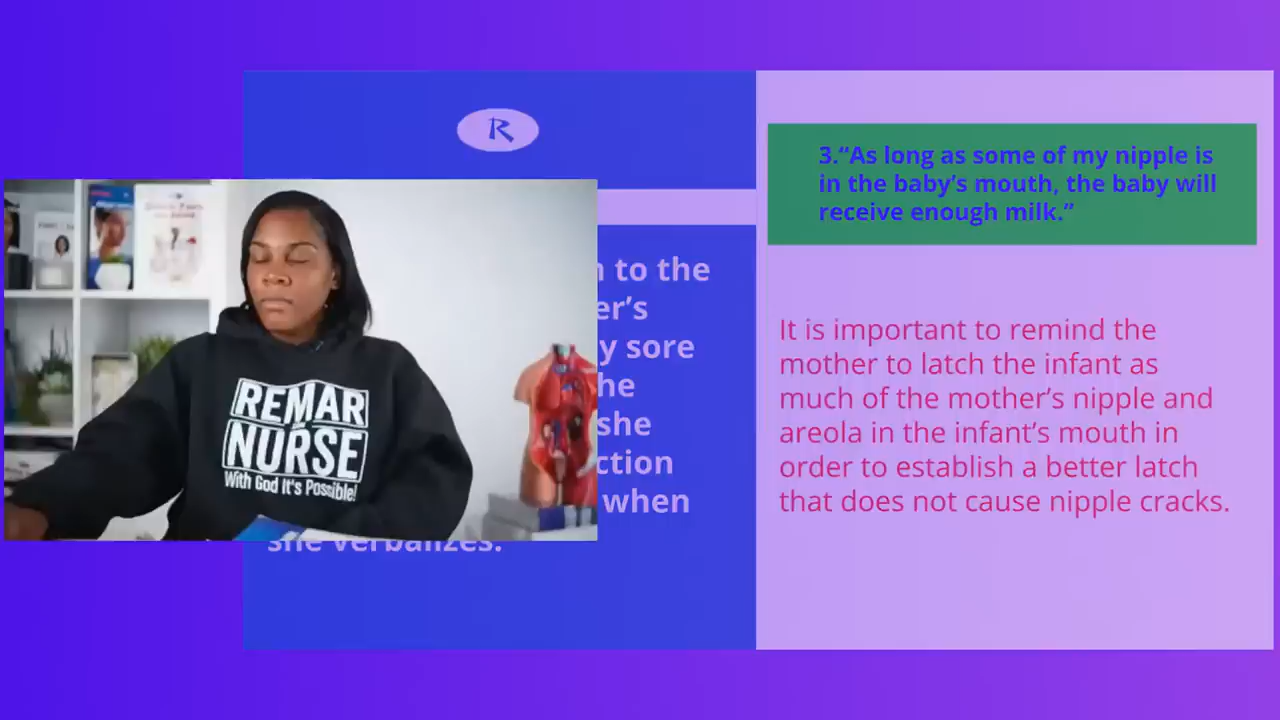 R
n to the
er's
y sore
he
she
ction
when
she verbalizes:
3.“As long as some of my nipple is
in the baby’s mouth, the baby will
receive enough milk.”
It is important to remind the
mother to latch the infant as
much of the mother’s nipple and
areola in the infant’s mouth in
order to establish a better latch
that does not cause nipple cracks.
REMAR
NURSE
With God It's Possible!